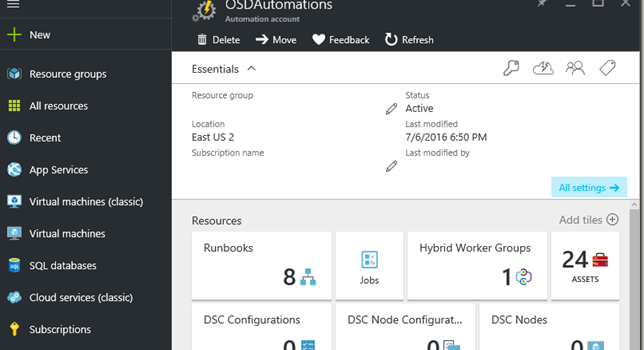 OSDAutomations
Automation account
New
Delete
Move
Feedback
Refresh
Resource groups
All resources
Recent
App Services
Virtual machines (classic)
Virtual machines
SQL databases
Cloud services (classic)
Subscriptions
Essentials
Resource group
Status
Active
Location
East US 2
Last modified
7/6/2016 6:50 PM
Subscription name
Last modified by
All settings
Resources
Add tiles
Runbooks
8
Jobs
Hybrid Worker Groups
1
24
ASSETS
DSC Configurations
0
DSC Node Configurat...
0
DSC Nodes
0